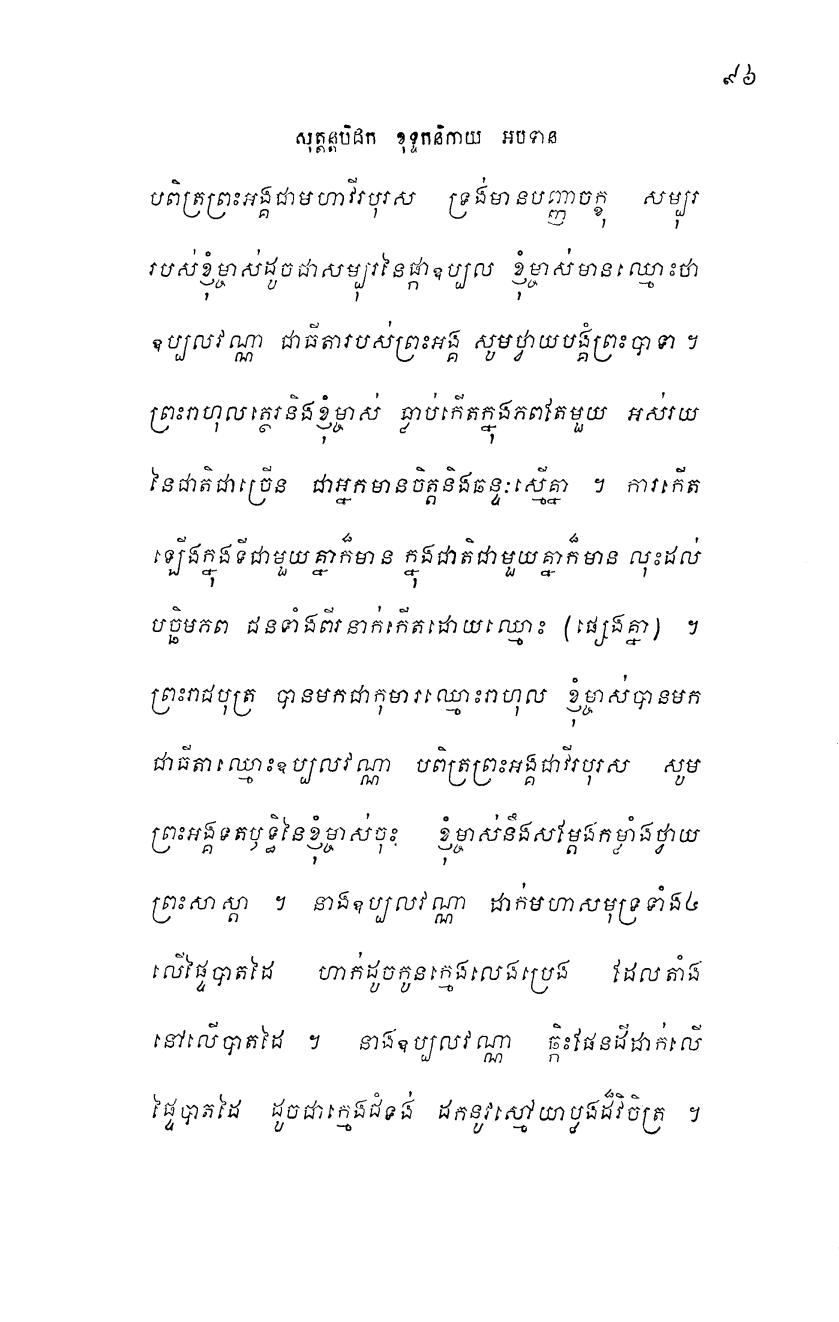 ៩៦
សុត្តន្តបិដក ខុទ្ទកនិកាយ អបទាន
បពិត្រព្រះអង្គជាមហាវីរបុរស ទ្រង់មានបញ្ញាចក្ខុ សម្បុរ
របស់ខ្ញុំម្ចាស់ដូចជាសម្បុរនៃផ្កាឧប្បល ខ្ញុំម្ចាស់មានឈ្មោះថា
ឧប្បលវណ្ណា ជាធីតារបស់ព្រះអង្គ សូមថ្វាយបង្គំព្រះបាទា ។
ព្រះរាហុលត្ថេរនិងខ្ញុំម្ចាស់ ធ្លាប់កើតក្នុងភពតែមួយ អស់រយ
នៃជាតិជាច្រើន ជាអ្នកមានចិត្តនិងឆន្ទៈស្មើគ្នា ។ ការកើត
ឡើងក្នុងទីជាមួយគ្នាក៏មាន ក្នុងជាតិជាមួយគ្នាក៏មាន លុះដល់
បច្ឆិមភព ជនទាំងពីរនាក់កើតដោយឈ្មោះ (ផ្សេងគ្នា) ។
ព្រះរាជបុត្រ បានមកជាកុមារឈ្មោះរាហុល ខ្ញុំម្ចាស់បានមក
ជាធីតាឈ្មោះឧប្បលវណ្ណា បពិត្រព្រះអង្គជាវីរបុរស សូម
ព្រះអង្គទតឫទ្ធិនៃខ្ញុំម្ចាស់ចុះ ខ្ញុំម្ចាស់នឹងសម្តែងកម្លាំងថ្វាយ
ព្រះសាស្តា ។ នាងឧប្បលវណ្ណា ដាក់មហាសមុទ្រទាំង៤
លើផ្ទៃបាតដៃ ហាក់ដូចកូនក្មេងលេងប្រេង ដែលតាំង
នៅលើបាតដៃ ។ នាងឧប្បលវណ្ណា ឆ្កិះផែនដីដាក់លើ
ផ្ទៃបាតដៃ ដូចជាក្មេងជំទង់ ដកនូវស្មៅយាប្លងដ៏វិចិត្រ ។